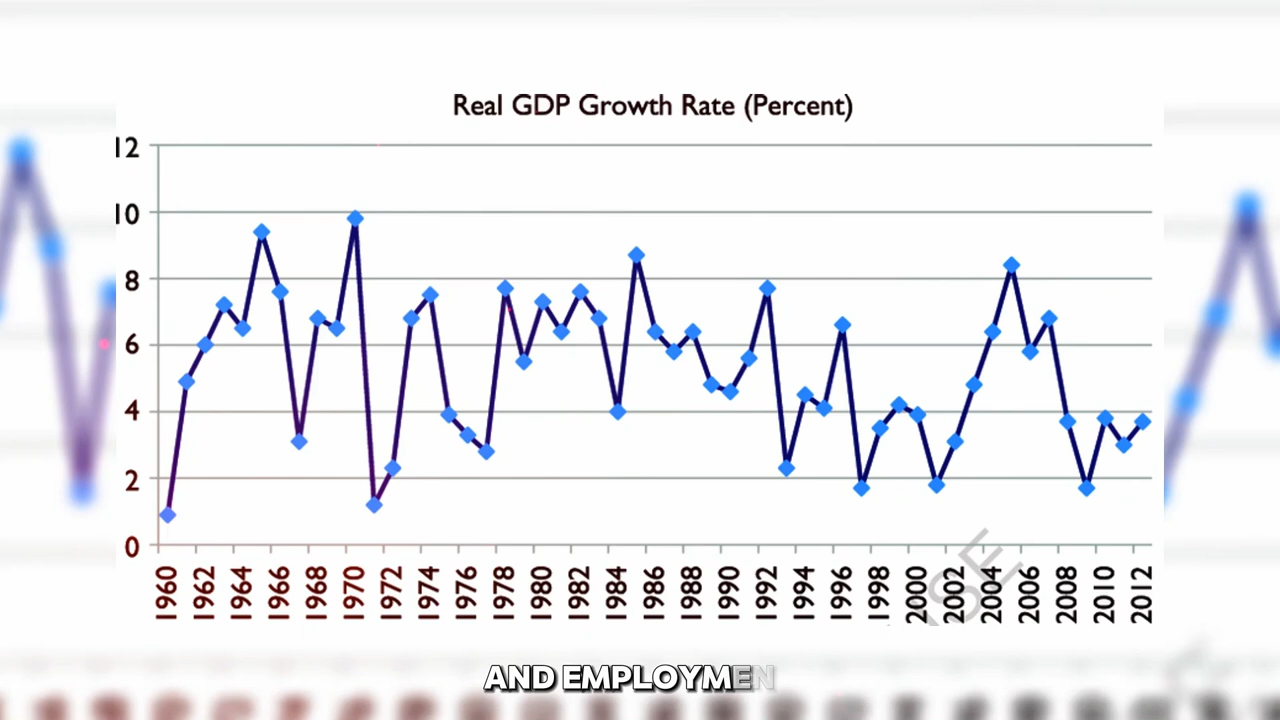 Real GDP Growth Rate (Percent)
12
10
8
6
4
2
0
1960 1962 1964 1966 1968 1970 1972 1974 1976 1978 1980 1982 1984 1986 1988 1990 1992 1994 1996 1998 2000 2002 2004 2006 2008 2010 2012
ISE
AND EMPLOYMEN